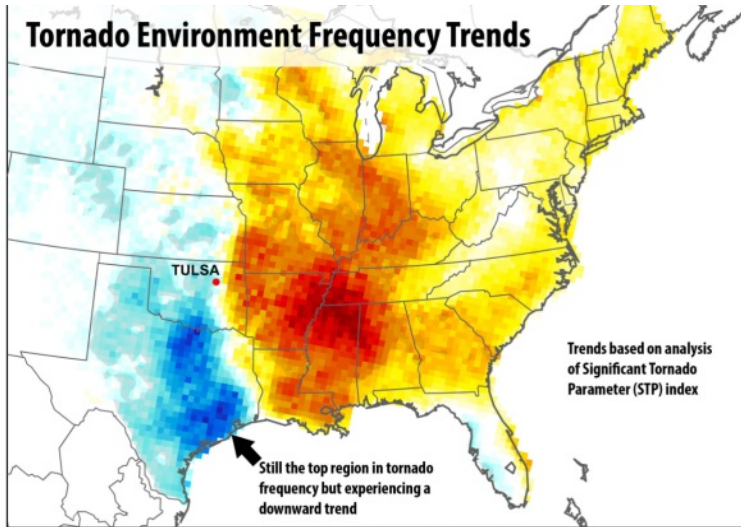 Tornado Environment Frequency Trends
TULSA
Trends based on analysis
of Significant Tornado
Parameter (STP) index
Still the top region in tornado
frequency but experiencing a
downward trend